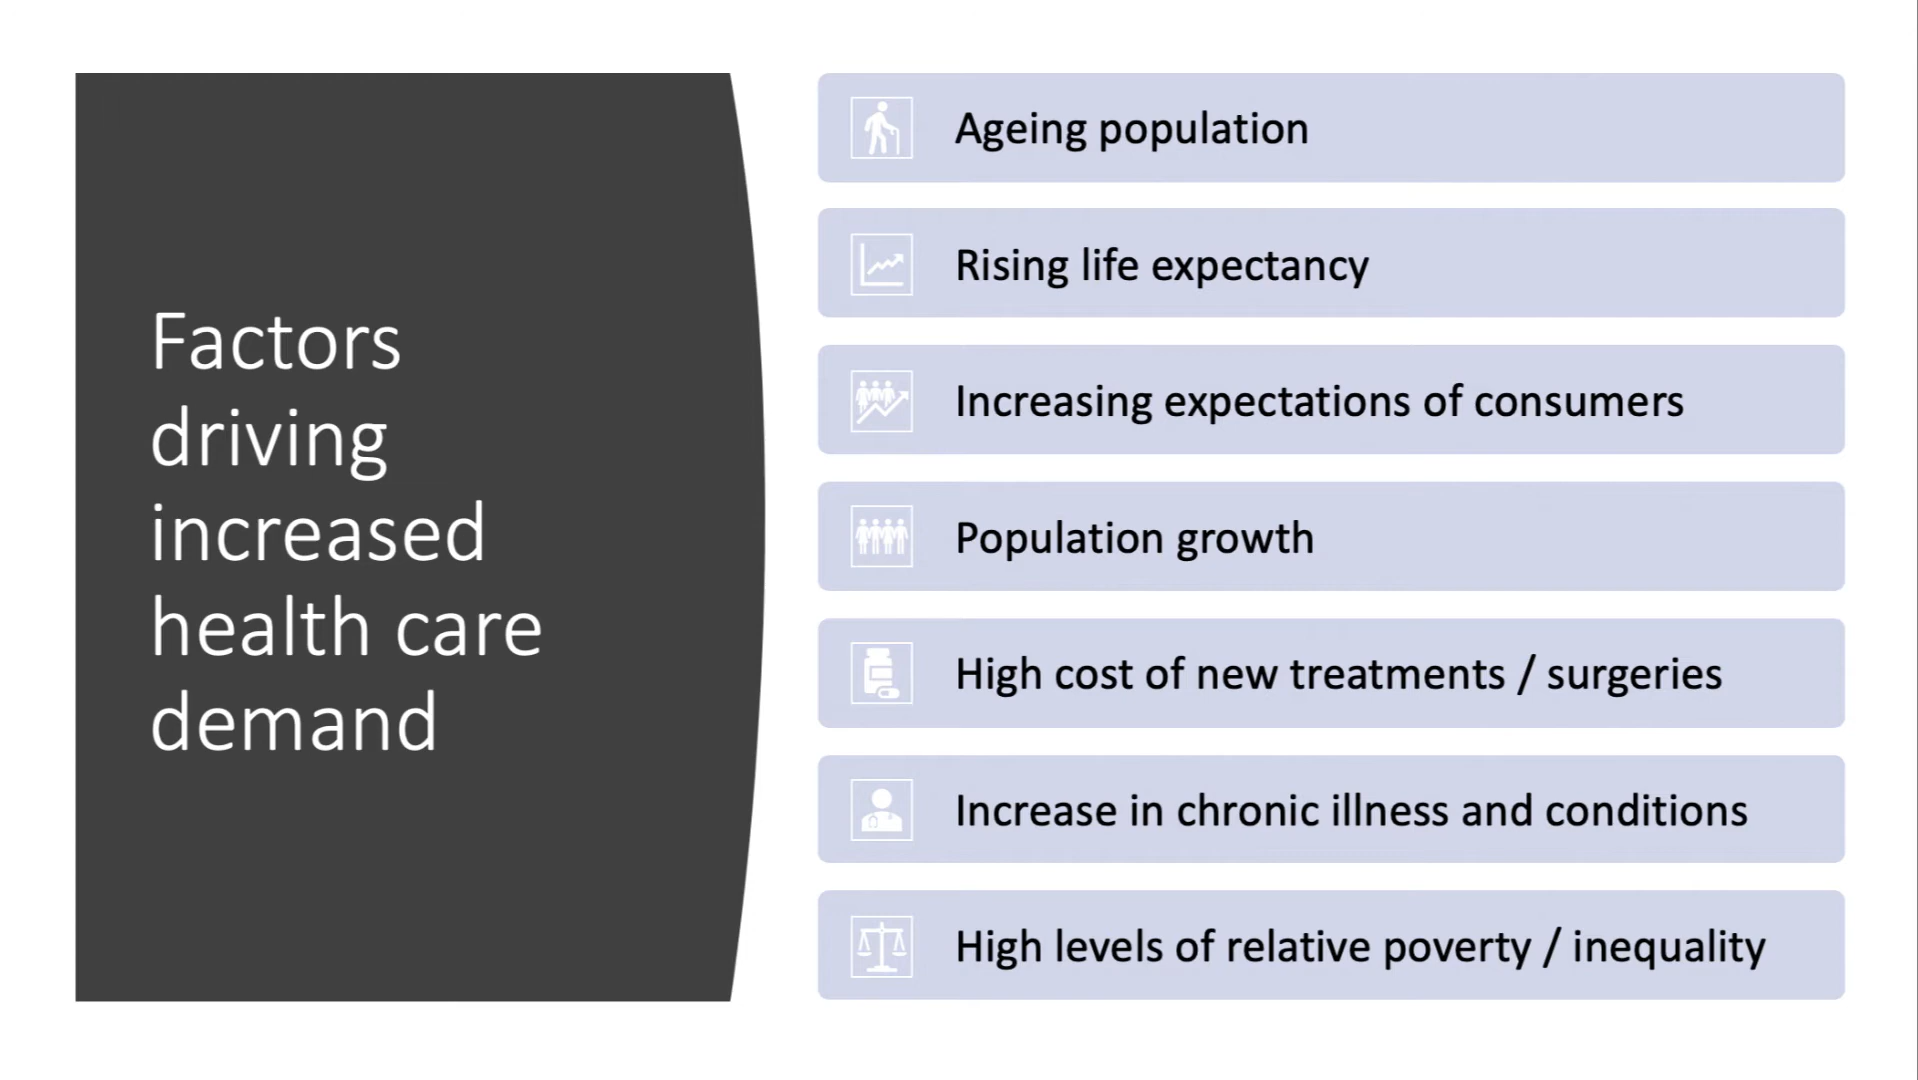 Factors
driving
increased
health care
demand
Ageing population
Rising life expectancy
Increasing expectations of consumers
Population growth
High cost of new treatments / surgeries
Increase in chronic illness and conditions
High levels of relative poverty / inequality